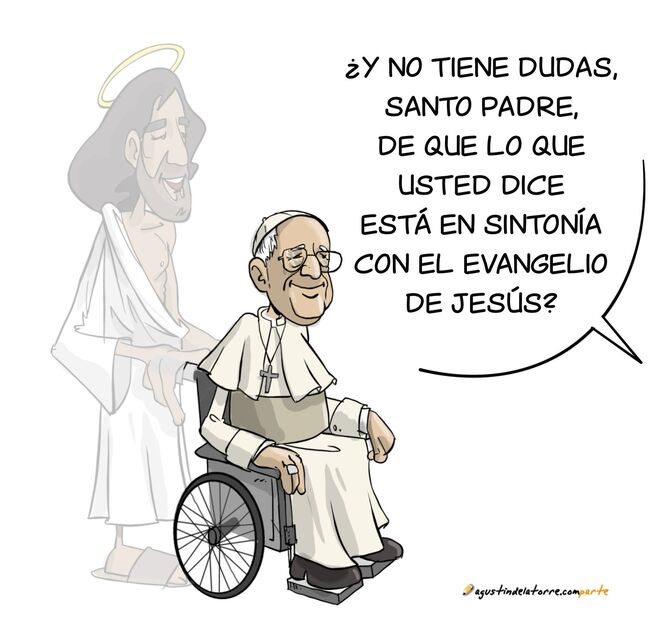 ¿Y NO TIENE DUDAS,
SANTO PADRE,
DE QUE LO QUE
USTED DICE
ESTÁ EN SINTONÍA
CON EL EVANGELIO
DE JESÚS?
agustindelatorre.comparte